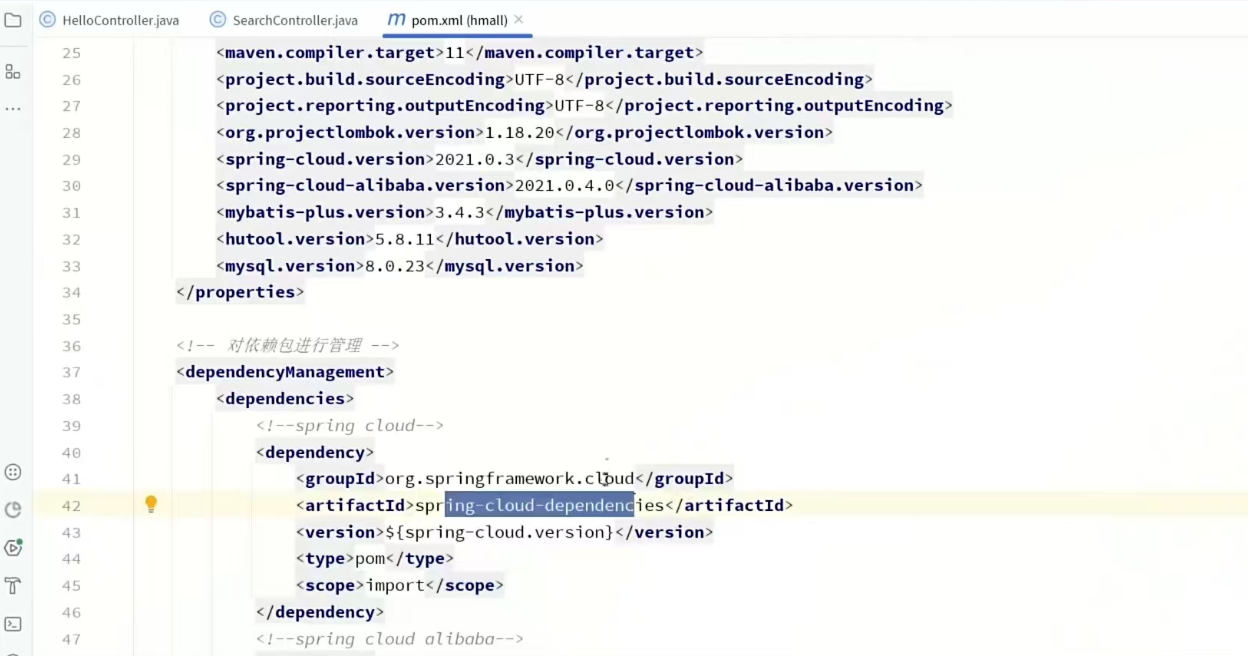 HelloController.java SearchController.java pom.xml (hmall)
25 <maven.compiler.target>11</maven.compiler.target>
26 <project.build.sourceEncoding>UTF-8</project.build.sourceEncoding>
27 <project.reporting.outputEncoding>UTF-8</project.reporting.outputEncoding>
28 <org.projectlombok.version>1.18.20</org.projectlombok.version>
29 <spring-cloud.version>2021.0.3</spring-cloud.version>
30 <spring-cloud-alibaba.version>2021.0.4.0</spring-cloud-alibaba.version>
31 <mybatis-plus.version>3.4.3</mybatis-plus.version>
32 <hutool.version>5.8.11</hutool.version>
33 <mysql.version>8.0.23</mysql.version>
34 </properties>
35
36 <!-- 对依赖包进行管理 -->
37 <dependencyManagement>
38 <dependencies>
39 <!--spring cloud-->
40 <dependency>
41 <groupId>org.springframework.cloud</groupId>
42 <artifactId>spring-cloud-dependencies</artifactId>
43 <version>${spring-cloud.version}</version>
44 <type>pom</type>
45 <scope>import</scope>
46 </dependency>
47 <!--spring cloud alibaba-->